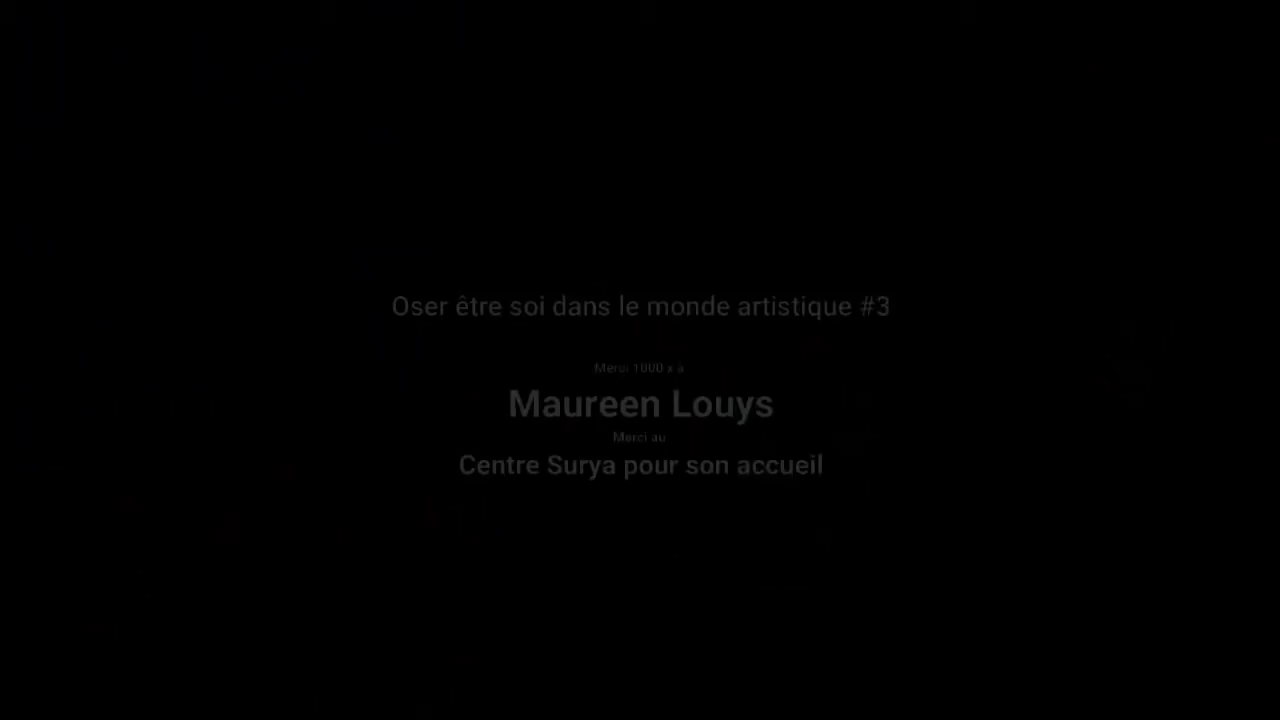 Oser être soi dans le monde artistique #3
Merci 1000 x à
Maureen Louys
Merci au
Centre Surya pour son accueil